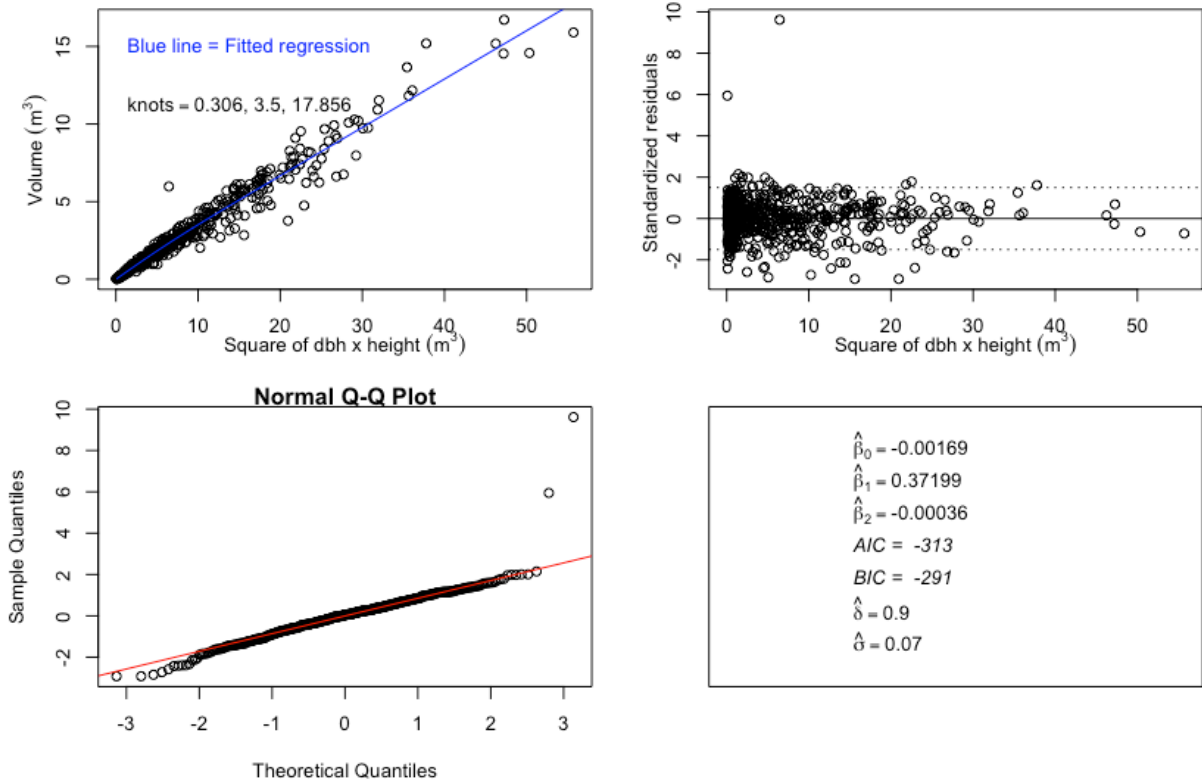 Blue line = Fitted regression
knots = 0.306, 3.5, 17.856
Volume (m³)
0 5 10 15
0 10 20 30 40 50
Square of dbh x height (m³)
Standardized residuals
-2 0 2 4 6 8 10
0 10 20 30 40 50
Square of dbh x height (m³)
Normal Q-Q Plot
Sample Quantiles
-2 0 2 4 6 8 10
-3 -2 -1 0 1 2 3
Theoretical Quantiles
β̂₀ = -0.00169
β̂₁ = 0.37199
β̂₂ = -0.00036
AIC = -313
BIC = -291
δ̂ = 0.9
σ̂ = 0.07